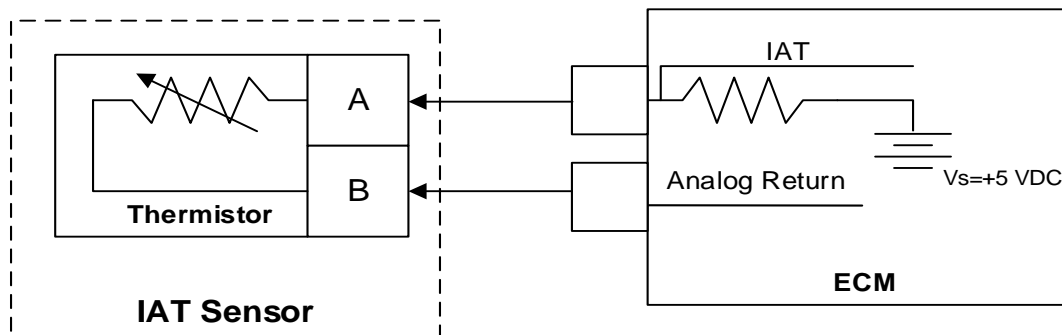 IAT
A
B
Thermistor
Analog Return
Vs=+5 VDC
ECM
IAT Sensor